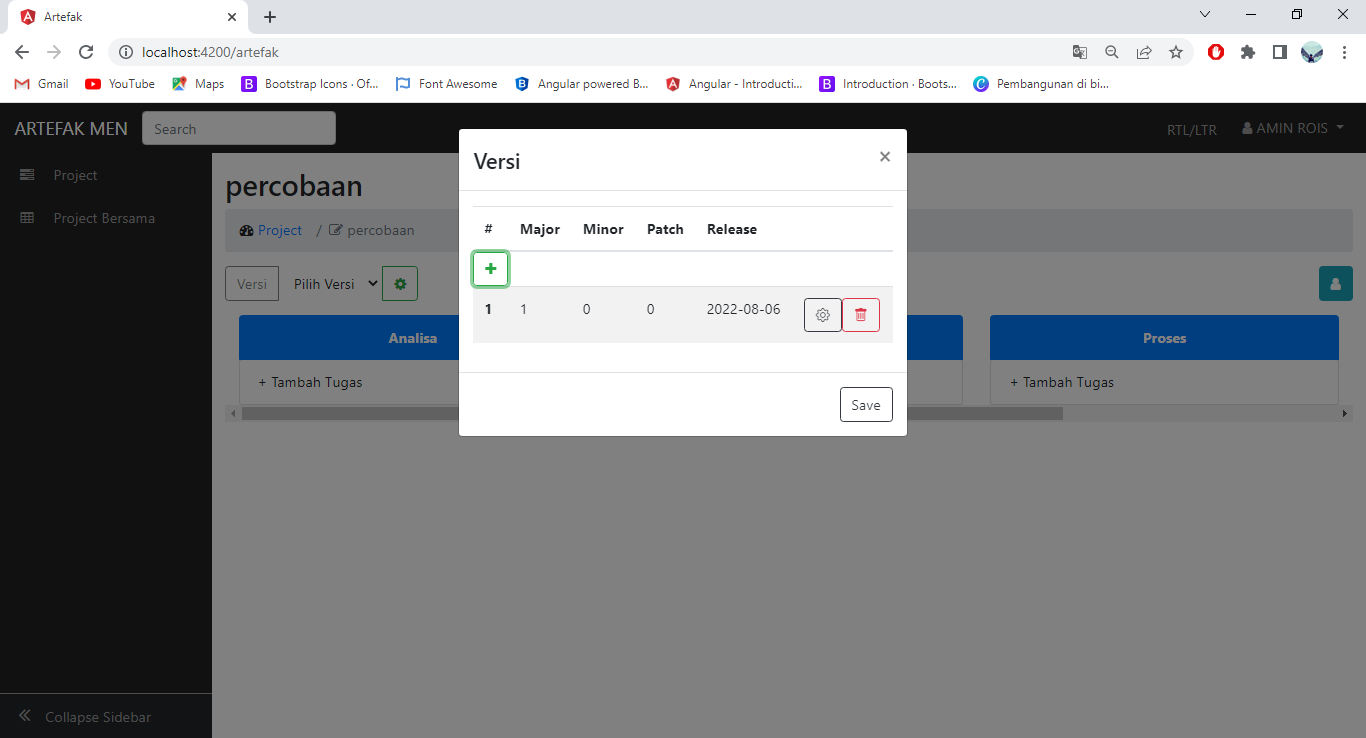 Artefak
localhost:4200/artefak
Gmail YouTube Maps Bootstrap Icons · Of... Font Awesome Angular powered B... Angular - Introducti... Introduction · Boots... Pembangunan di bi...
ARTEFAK MEN Search RTL/LTR AMIN ROIS
Project
Project Bersama
Collapse Sidebar
percobaan
Project / percobaan
Versi Pilih Versi
Analisa Proses
+ Tambah Tugas + Tambah Tugas
Versi ×
# Major Minor Patch Release
+
1 1 0 0 2022-08-06
Save